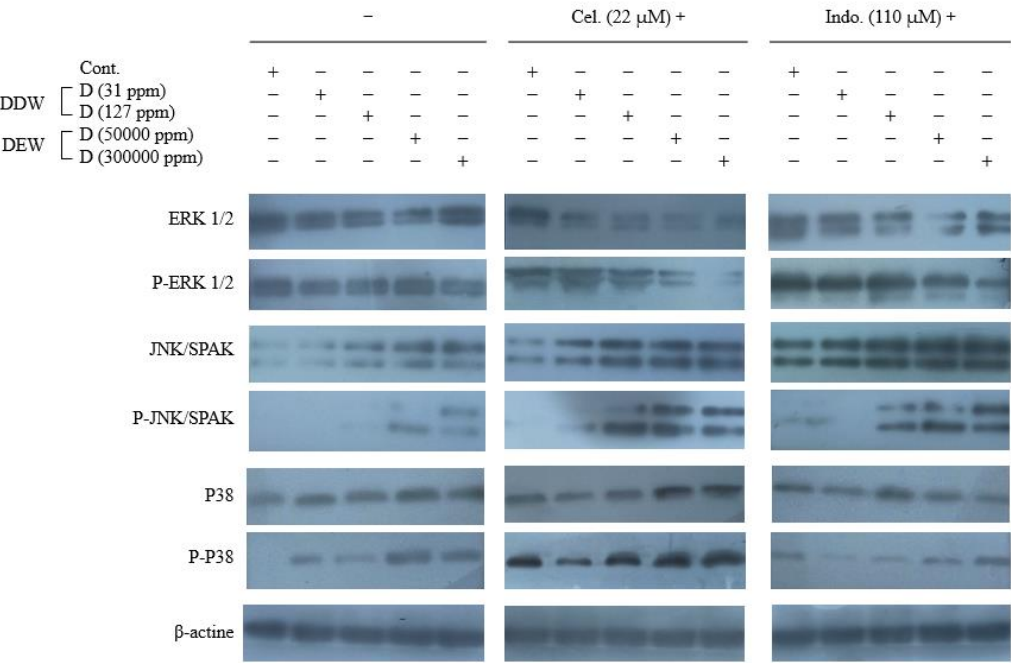 – Cel. (22 µM) + Indo. (110 µM) +
Cont. + – – – – + – – – – + – – – –
DDW D (31 ppm) – + – – – – + – – – – + – – –
D (127 ppm) – – + – – – – + – – – – + – –
DEW D (50000 ppm) – – – + – – – – + – – – – + –
D (300000 ppm) – – – – + – – – – + – – – – +
ERK 1/2
P-ERK 1/2
JNK/SPAK
P-JNK/SPAK
P38
P-P38
β-actine